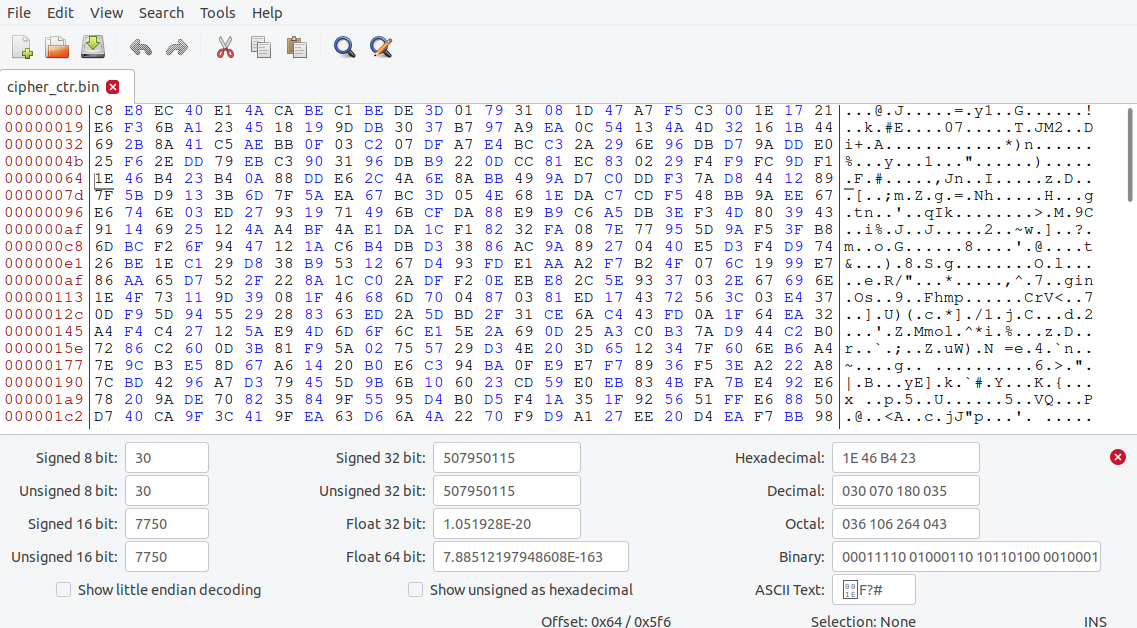 File Edit View Search Tools Help
cipher_ctr.bin
00000000 C8 E8 EC 40 E1 4A CA BE C1 BE DE 3D 01 79 31 08 1D 47 A7 F5 C3 00 1E 17 21 ...@.J.....=.y1..G......!
00000019 E6 F3 6B A1 23 45 18 19 9D DB 30 37 B7 97 A9 EA 0C 54 13 4A 4D 32 16 1B 44 ..k.#E....07.....T.JM2..D
00000032 69 2B 8A 41 C5 AE BB 0F 03 C2 07 DF A7 E4 BC C3 2A 29 6E 96 DB D7 9A DD E0 i+.A............*)n......
0000004b 25 F6 2E DD 79 EB C3 90 31 96 DB B9 22 0D CC 81 EC 83 02 29 F4 F9 FC 9D F1 %...y...1..."......).....
00000064 1E 46 B4 23 B4 0A 88 DD E6 2C 4A 6E 8A BB 49 9A D7 C0 DD F3 7A D8 44 12 89 .F.#.....,Jn..I.....z.D..
0000007d 7F 5B D9 13 3B 6D 7F 5A EA 67 BC 3D 05 4E 68 1E DA C7 CD F5 48 BB 9A EE 67 .[..;m.Z.g.=.Nh.....H...g
00000096 E6 74 6E 03 ED 27 93 19 71 49 6B CF DA 88 E9 B9 C6 A5 DB 3E F3 4D 80 39 43 .tn..'..qIk........>.M.9C
000000af 91 14 69 25 12 4A A4 BF 4A E1 DA 1C F1 82 32 FA 08 7E 77 95 5D 9A F5 3F B8 ..i%.J..J.....2..~w.]..?.
000000c8 6D BC F2 6F 94 47 12 1A C6 B4 DB D3 38 86 AC 9A 89 27 04 40 E5 D3 F4 D9 74 m..o.G......8....'.@....t
000000e1 26 BE 1E C1 29 D8 38 B9 53 12 67 D4 93 FD E1 AA A2 F7 B2 4F 07 6C 19 99 E7 &...).8.S.g........O.l...
000000af 86 AA 65 D7 52 2F 22 8A 1C C0 2A DF F2 0E EB E8 2C 5E 93 37 03 2E 67 69 6E ..e.R/"...*.....,^.7..gin
00000113 1E 4F 73 11 9D 39 08 1F 46 68 6D 70 04 87 03 81 ED 17 43 72 56 3C 03 E4 37 .Os..9..Fhmp......CrV<..7
0000012c 0D F9 5D 94 55 29 28 83 63 ED 2A 5D BD 2F 31 CE 6A C4 43 FD 0A 1F 64 EA 32 ..].U)(.c.*]./1.j.C...d.2
00000145 A4 F4 C4 27 12 5A E9 4D 6D 6F 6C E1 5E 2A 69 0D 25 A3 C0 B3 7A D9 44 C2 B0 ...'.Z.Mmol.^*i.%...z.D..
0000015e 72 86 C2 60 0D 3B 81 F9 5A 02 75 57 29 D3 4E 20 3D 65 12 34 7F 60 6E B6 A4 r..`.;..Z.uW).N =e.4.`n..
00000177 7E 9C B3 E5 8D 67 A6 14 20 B0 E6 C3 94 BA 0F E9 E7 F7 89 36 F5 3E A2 22 A8 ~....g.. ..........6.>.".
00000190 7C BD 42 96 A7 D3 79 45 5D 9B 6B 10 60 23 CD 59 E0 EB 83 4B FA 7B E4 92 E6 |.B...yE].k.`#.Y...K.{...
000001a9 78 20 9A DE 70 82 35 84 9F 55 95 D4 B0 D5 F4 1A 35 1F 92 56 51 FF E6 88 50 x ..p.5..U......5..VQ...P
000001c2 D7 40 CA 9F 3C 41 9F EA 63 D6 6A 4A 22 70 F9 D9 A1 27 EE 20 D4 EA F7 BB 98 .@..<A..c.jJ"p...'. .....
Signed 8 bit: 30 Signed 32 bit: 507950115 Hexadecimal: 1E 46 B4 23
Unsigned 8 bit: 30 Unsigned 32 bit: 507950115 Decimal: 030 070 180 035
Signed 16 bit: 7750 Float 32 bit: 1.051928E-20 Octal: 036 106 264 043
Unsigned 16 bit: 7750 Float 64 bit: 7.88512197948608E-163 Binary: 00011110 01000110 10110100 0010001
Show little endian decoding Show unsigned as hexadecimal ASCII Text: F?#
Offset: 0x64 / 0x5f6 Selection: None INS